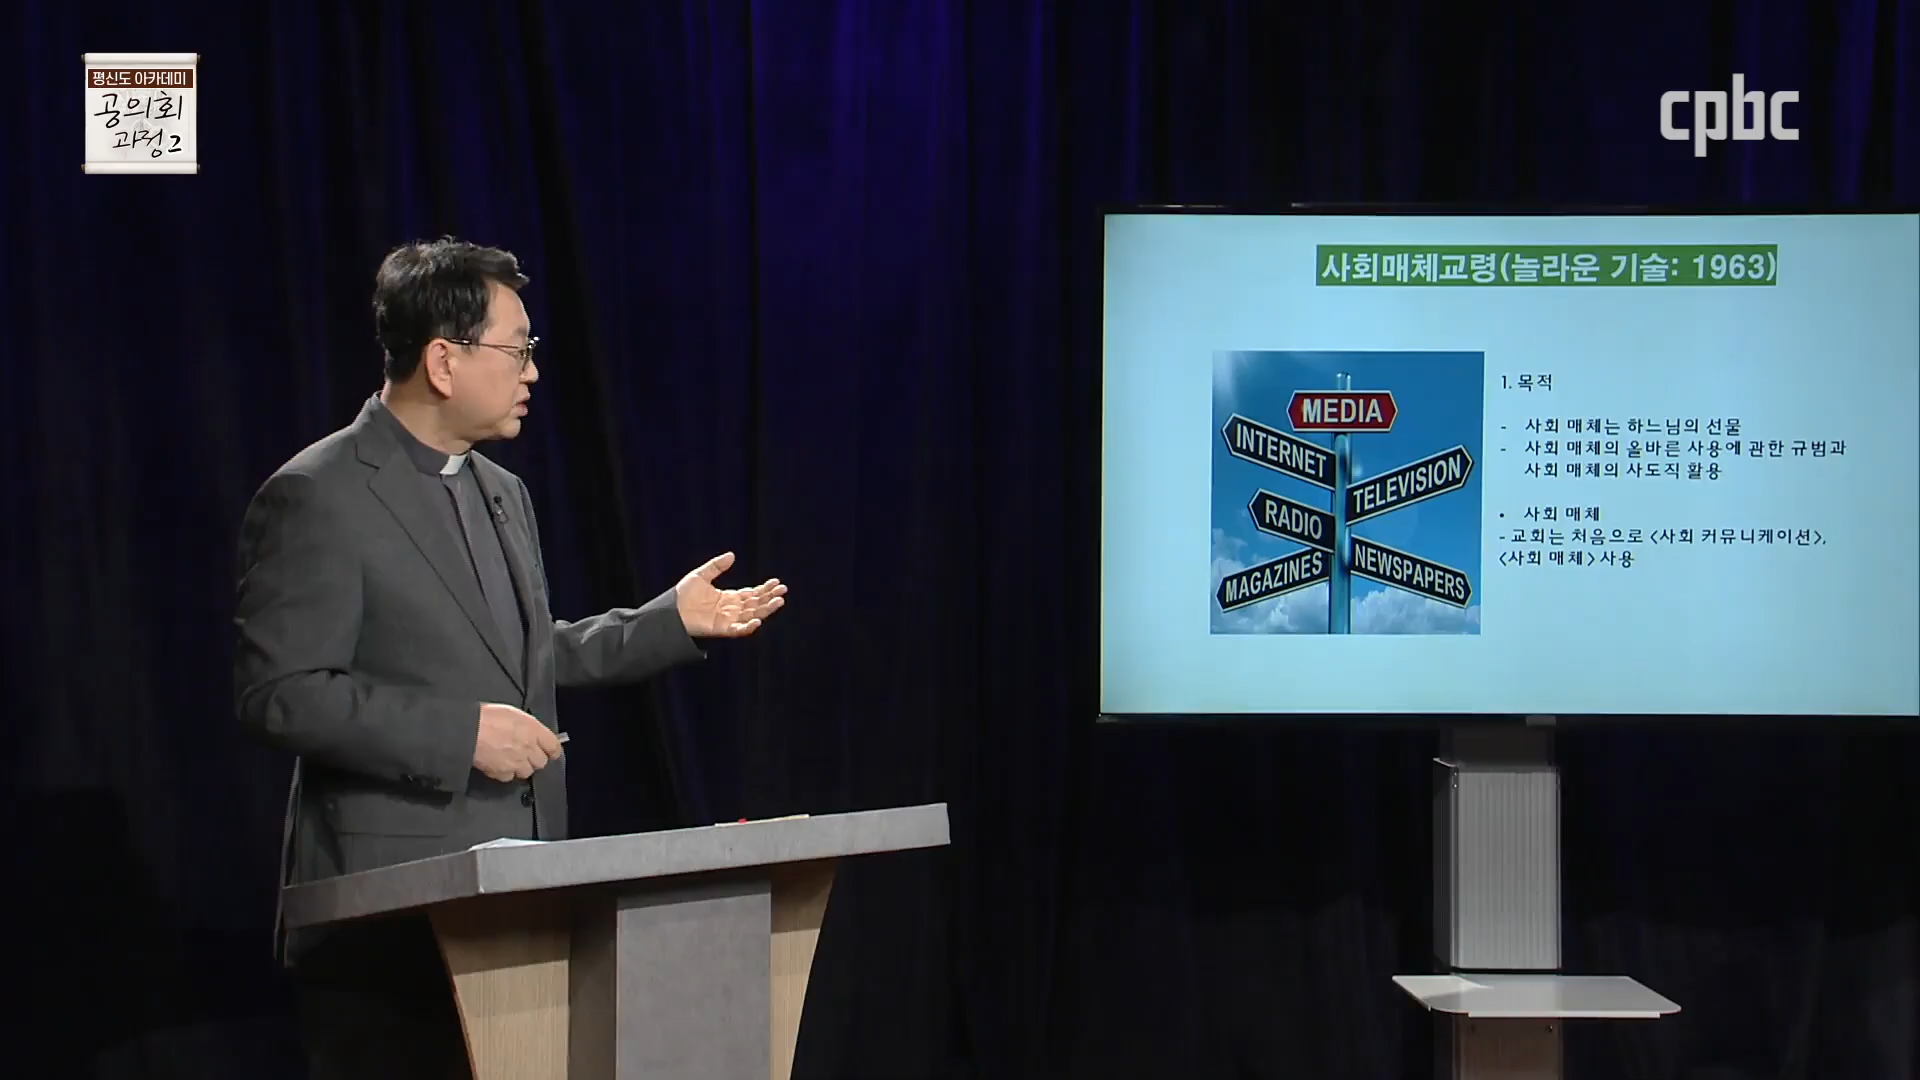 평신도 아카데미
공의회
과정2
cpbc
사회매체교령(놀라운 기술: 1963)
MEDIA
INTERNET
TELEVISION
RADIO
MAGAZINES
NEWSPAPERS
1. 목적
- 사회 매체는 하느님의 선물
- 사회 매체의 올바른 사용에 관한 규범과
사회 매체의 사도직 활용
• 사회 매체
- 교회는 처음으로 <사회 커뮤니케이션>,
<사회 매체> 사용